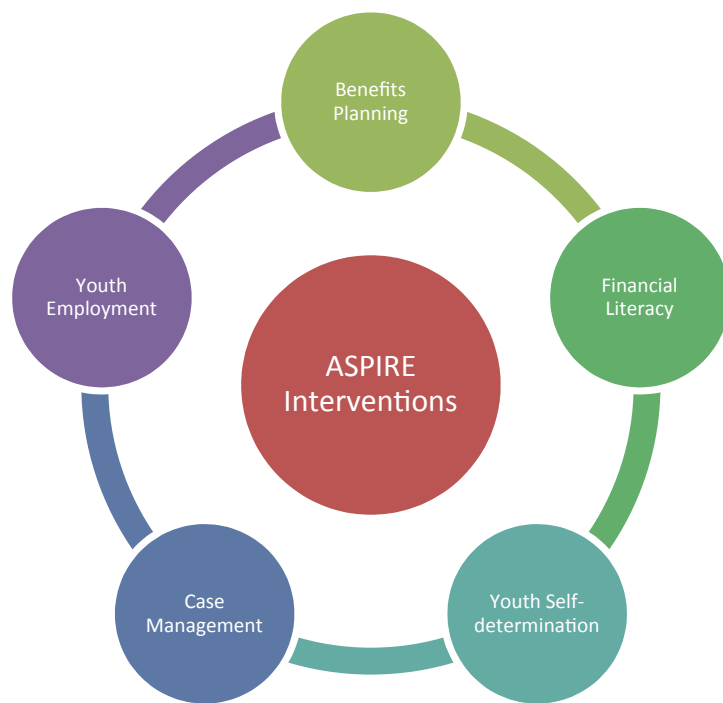 Benefits
Planning
Financial
Literacy
Youth Self-
determination
Case
Management
Youth
Employment
ASPIRE
Interventions